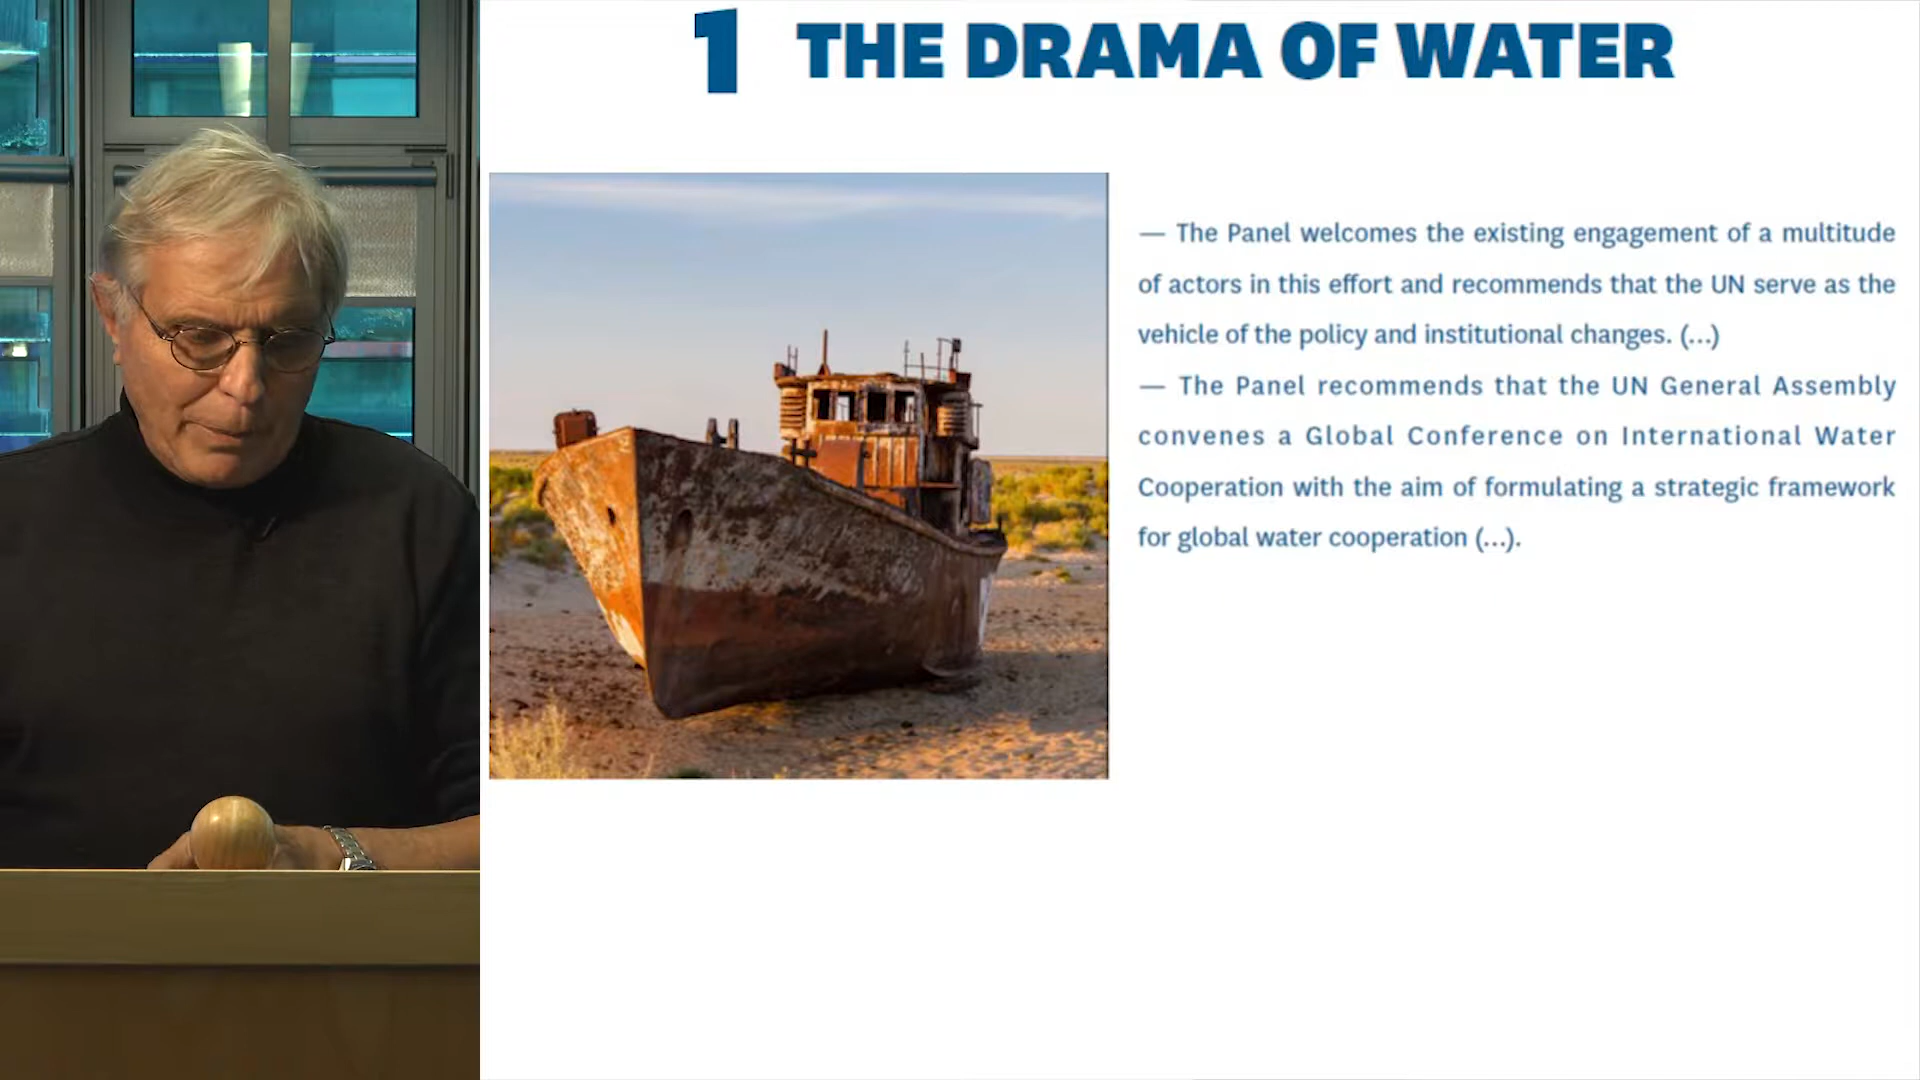 1 THE DRAMA OF WATER
— The Panel welcomes the existing engagement of a multitude
of actors in this effort and recommends that the UN serve as the
vehicle of the policy and institutional changes. (...)
— The Panel recommends that the UN General Assembly
convenes a Global Conference on International Water
Cooperation with the aim of formulating a strategic framework
for global water cooperation (...).